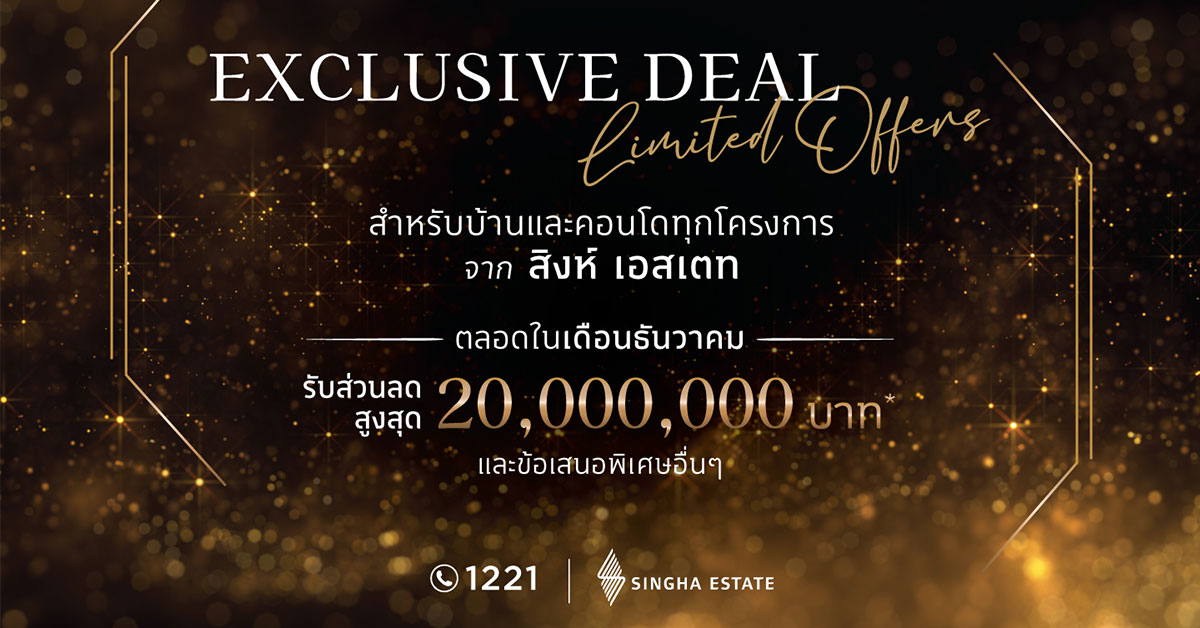 EXCLUSIVE DEAL
Limited Offers
สำหรับบ้านและคอนโดทุกโครงการ
จาก สิงห์ เอสเตท
ตลอดในเดือนธันวาคม
รับส่วนลด
สูงสุด 20,000,000 บาท*
และข้อเสนอพิเศษอื่นๆ
1221 | SINGHA ESTATE